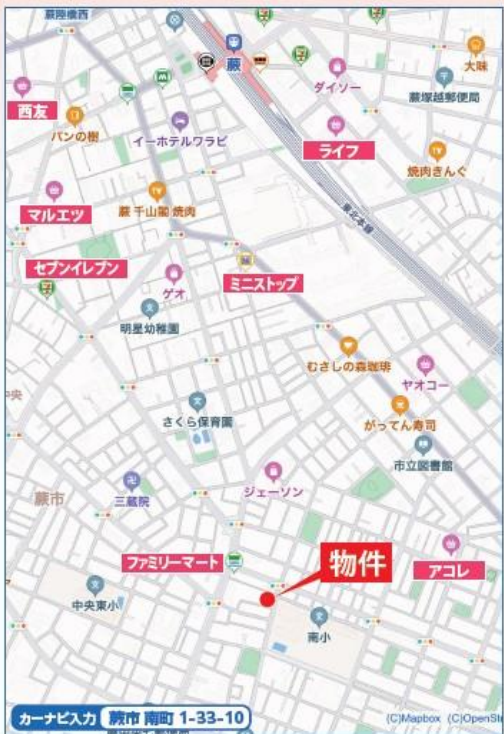 蕨陸橋西
蕨
大味
ダイソー
蕨塚越郵便局
西友
パンの樹
イーホテルワラビ
ライフ
焼肉きんぐ
マルエツ
蕨 千山閣 焼肉
東北本線
セブンイレブン
ゲオ
ミニストップ
明星幼稚園
むさしの森珈琲
ヤオコー
中央
さくら保育園
がってん寿司
市立図書館
蕨市
三蔵院
ジェーソン
ファミリーマート
物件
アコレ
中央東小
南小
カーナビ入力 蕨市 南町 1-33-10
(C)Mapbox (C)OpenStr